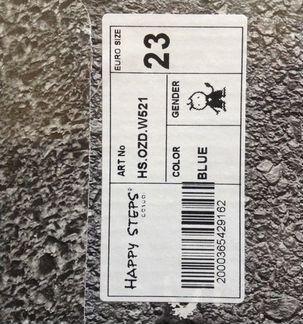 HAPPY STEPS®
ART No
HS.OZD.W521
EURO SIZE
23
COLOR
BLUE
GENDER
2000365429162